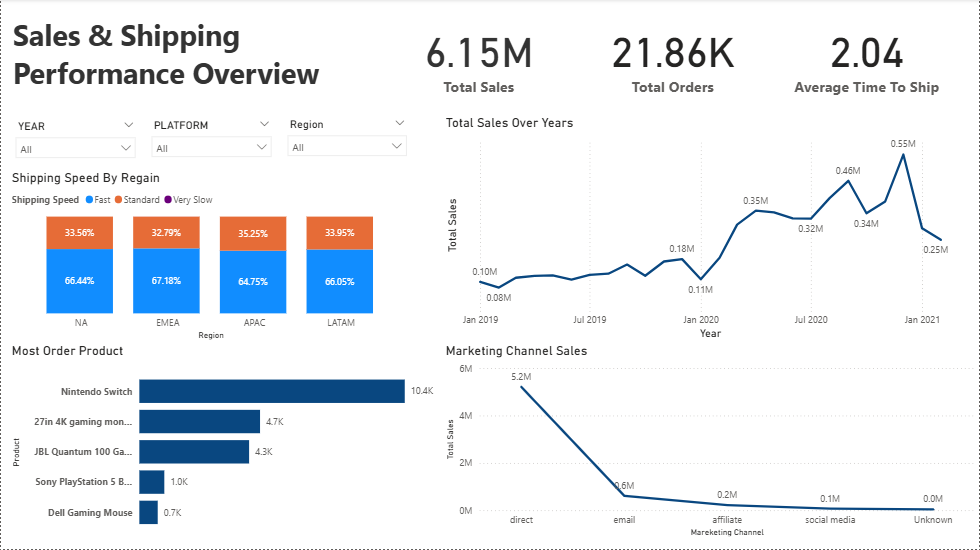 Sales & Shipping
Performance Overview
6.15M
Total Sales
21.86K
Total Orders
2.04
Average Time To Ship
YEAR
All
PLATFORM
All
Region
All
Shipping Speed By Regain
Shipping Speed Fast Standard Very Slow
33.56% 32.79% 35.25% 33.95%
66.44% 67.18% 64.75% 66.05%
NA EMEA APAC LATAM
Region
Total Sales Over Years
Total Sales
0.10M
0.08M
0.18M
0.11M
0.35M
0.32M
0.46M
0.34M
0.55M
0.25M
Jan 2019 Jul 2019 Jan 2020 Jul 2020 Jan 2021
Year
Most Order Product
Product
Nintendo Switch 10.4K
27in 4K gaming mon... 4.7K
JBL Quantum 100 Ga... 4.3K
Sony PlayStation 5 B... 1.0K
Dell Gaming Mouse 0.7K
Marketing Channel Sales
Total Sales
6M
4M
2M
0M
5.2M
0.6M
0.2M
0.1M
0.0M
direct email affiliate social media Unknown
Mareketing Channel